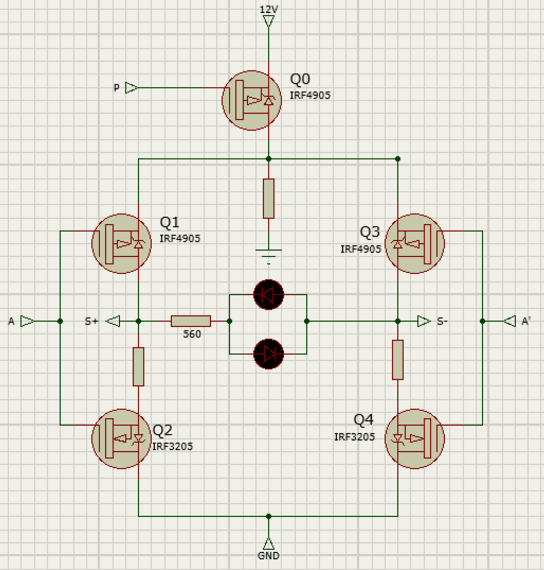 12V
P
Q0
IRF4905
Q1
IRF4905
Q3
IRF4905
A
S+
560
S-
A'
Q2
IRF3205
Q4
IRF3205
GND